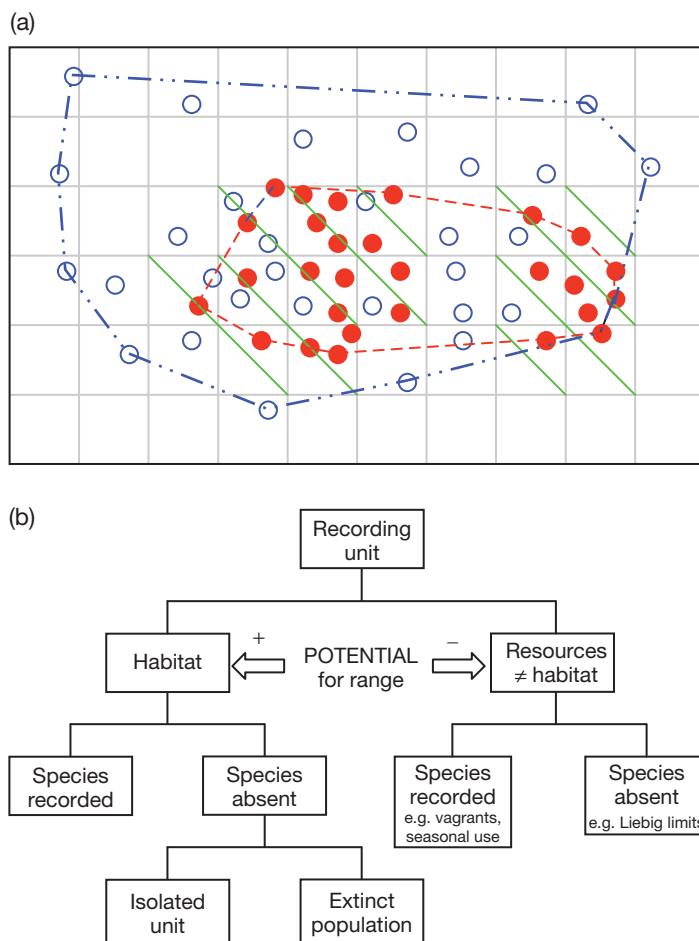 (a)
(b)
Recording
unit
Habitat
+
POTENTIAL
for range
−
Resources
≠ habitat
Species
recorded
Species
absent
Species
recorded
e.g. vagrants,
seasonal use
Species
absent
e.g. Liebig limits
Isolated
unit
Extinct
population